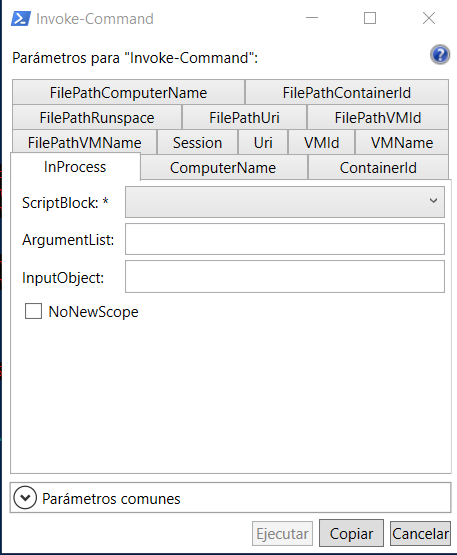 Invoke-Command
Parámetros para "Invoke-Command":
FilePathComputerName FilePathContainerId
FilePathRunspace FilePathUri FilePathVMId
FilePathVMName Session Uri VMId VMName
InProcess ComputerName ContainerId
ScriptBlock: *
ArgumentList:
InputObject:
NoNewScope
Parámetros comunes
Ejecutar Copiar Cancelar